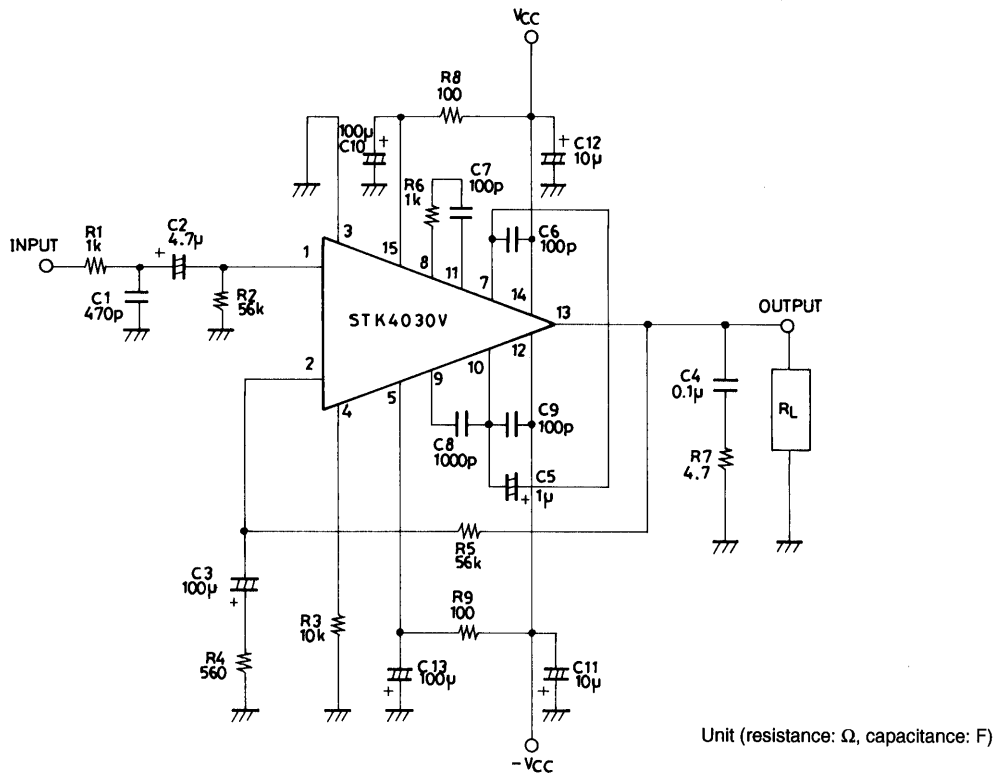 VCC
R8
100
100µ
C10
+
+
C12
10µ
C7
100p
R6
1k
C2
4.7µ
+
R1
1k
INPUT
C1
470p
R2
56k
1
3
15
8
11
7
14
13
C6
100p
STK4030V
OUTPUT
2
4
5
9
10
12
C8
1000p
C9
100p
C5
1µ
+
C4
0.1µ
RL
R7
4.7
R5
56k
C3
100µ
+
R4
560
R3
10k
R9
100
C13
100µ
+
C11
10µ
+
-VCC
Unit (resistance: Ω, capacitance: F)